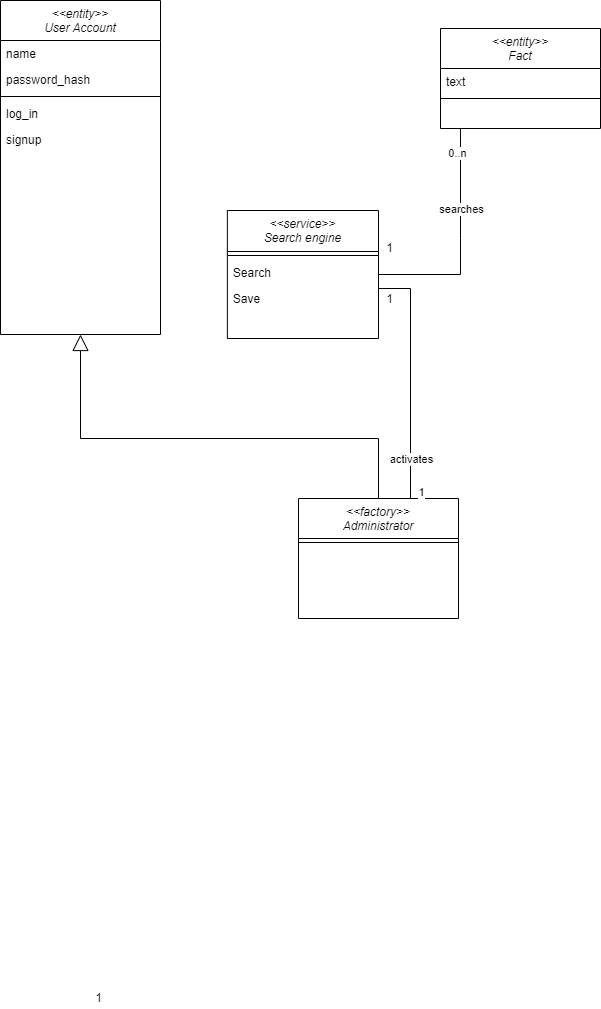 <<entity>>
User Account
name
password_hash
log_in
signup
<<entity>>
Fact
text
0..n
searches
<<service>>
Search engine
Search
Save
1
1
activates
1
<<factory>>
Administrator
1